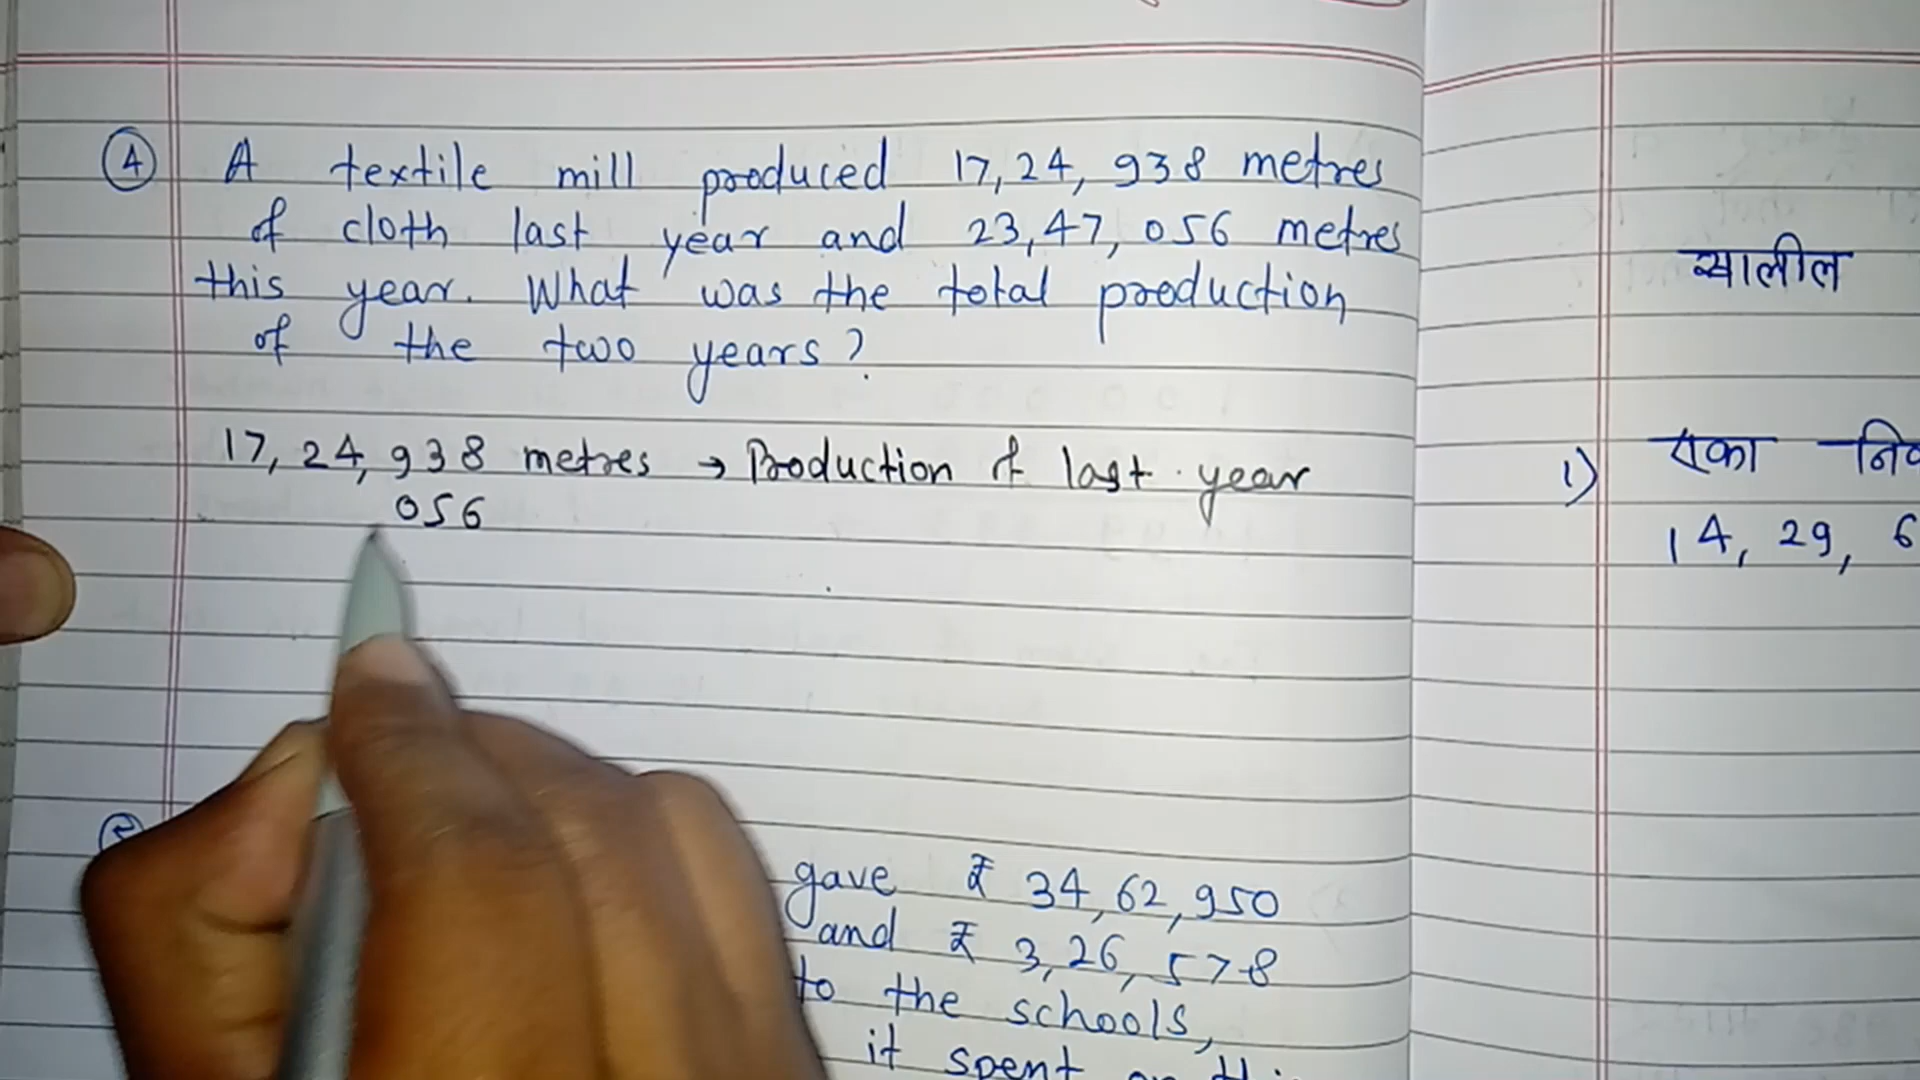 4 A textile mill produced 17,24,938 metres
of cloth last year and 23,47,056 metres
this year. What was the total production
of the two years?
17,24,938 metres → Production of last year
056
gave ₹ 34,62,950
and ₹ 3,26,578
to the schools,
it spent on
1) एका
14, 29, 6